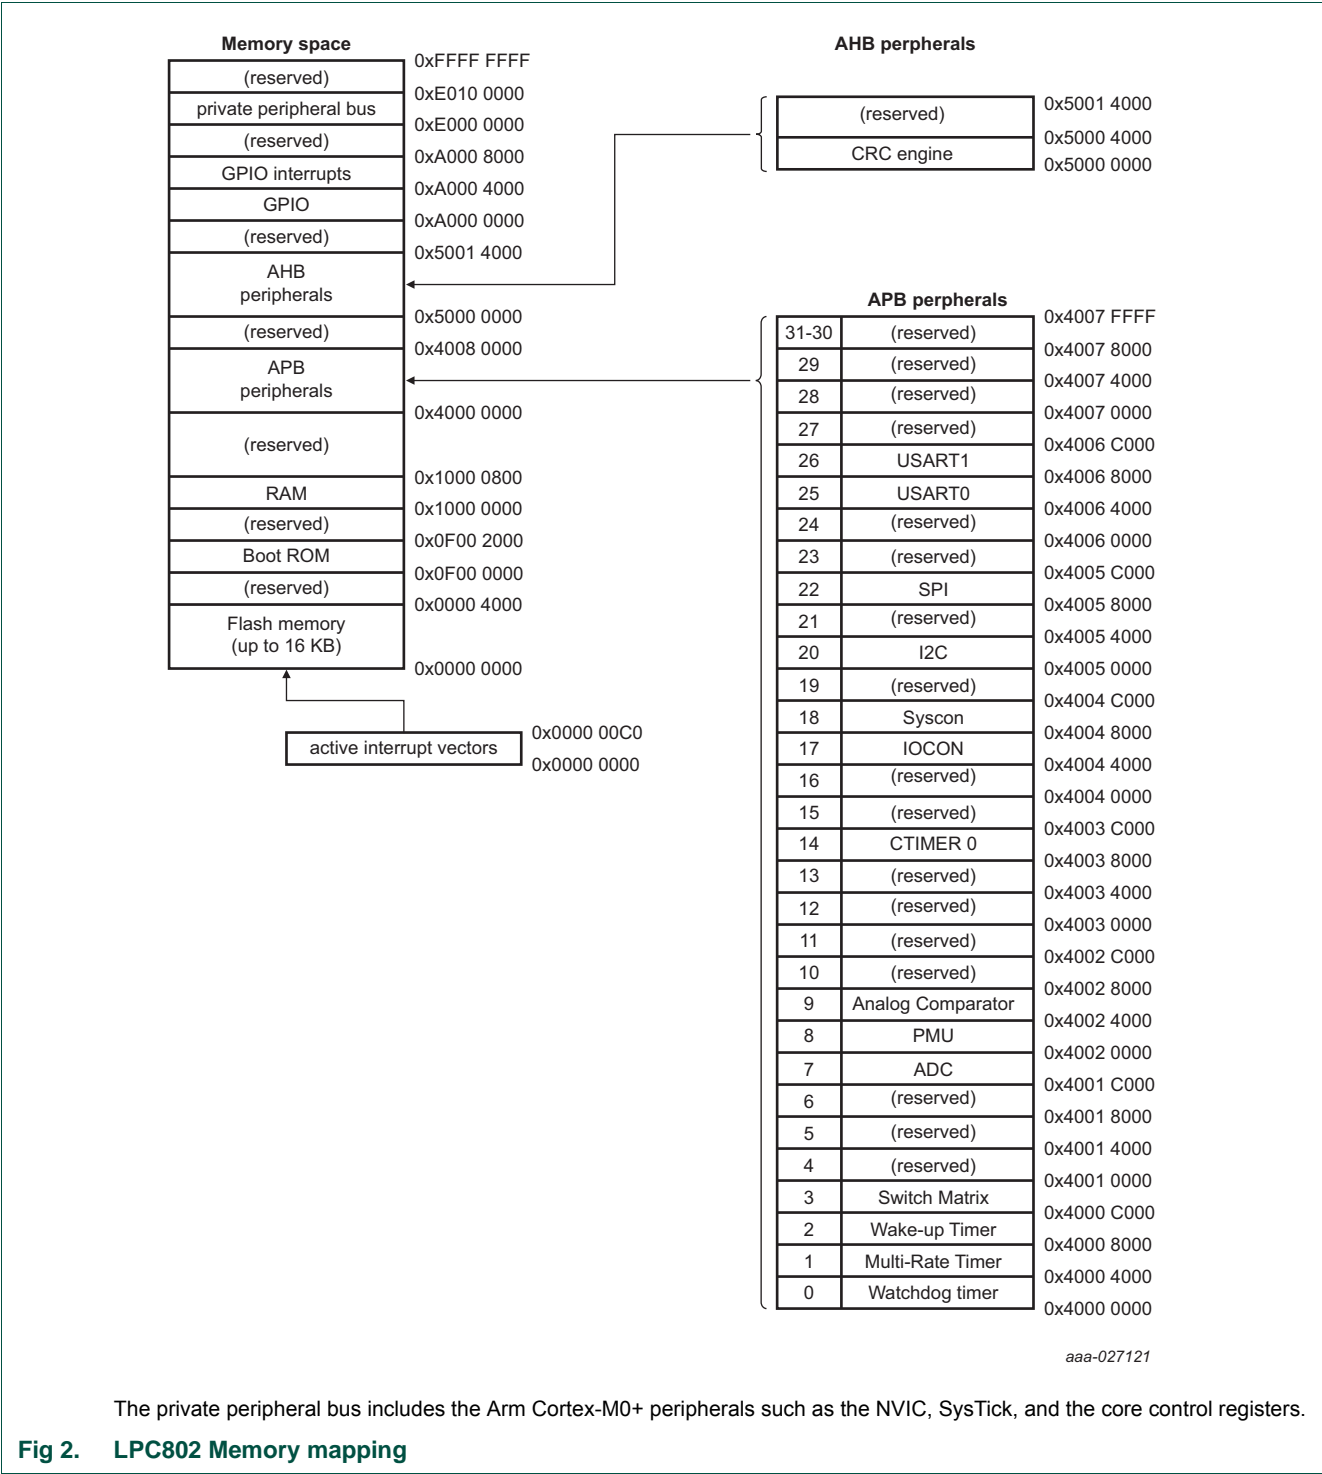 Memory space
0xFFFF FFFF
(reserved)
0xE010 0000
private peripheral bus
0xE000 0000
(reserved)
0xA000 8000
GPIO interrupts
0xA000 4000
GPIO
0xA000 0000
(reserved)
0x5001 4000
AHB
peripherals
0x5000 0000
(reserved)
0x4008 0000
APB
peripherals
0x4000 0000
(reserved)
0x1000 0800
RAM
0x1000 0000
(reserved)
0x0F00 2000
Boot ROM
0x0F00 0000
(reserved)
0x0000 4000
Flash memory
(up to 16 KB)
0x0000 0000
0x0000 00C0
active interrupt vectors
0x0000 0000
AHB perpherals
0x5001 4000
(reserved)
0x5000 4000
CRC engine
0x5000 0000
APB perpherals
0x4007 FFFF
31-30 (reserved)
0x4007 8000
29 (reserved)
0x4007 4000
28 (reserved)
0x4007 0000
27 (reserved)
0x4006 C000
26 USART1
0x4006 8000
25 USART0
0x4006 4000
24 (reserved)
0x4006 0000
23 (reserved)
0x4005 C000
22 SPI
0x4005 8000
21 (reserved)
0x4005 4000
20 I2C
0x4005 0000
19 (reserved)
0x4004 C000
18 Syscon
0x4004 8000
17 IOCON
0x4004 4000
16 (reserved)
0x4004 0000
15 (reserved)
0x4003 C000
14 CTIMER 0
0x4003 8000
13 (reserved)
0x4003 4000
12 (reserved)
0x4003 0000
11 (reserved)
0x4002 C000
10 (reserved)
0x4002 8000
9 Analog Comparator
0x4002 4000
8 PMU
0x4002 0000
7 ADC
0x4001 C000
6 (reserved)
0x4001 8000
5 (reserved)
0x4001 4000
4 (reserved)
0x4001 0000
3 Switch Matrix
0x4000 C000
2 Wake-up Timer
0x4000 8000
1 Multi-Rate Timer
0x4000 4000
0 Watchdog timer
0x4000 0000
aaa-027121
The private peripheral bus includes the Arm Cortex-M0+ peripherals such as the NVIC, SysTick, and the core control registers.
Fig 2. LPC802 Memory mapping